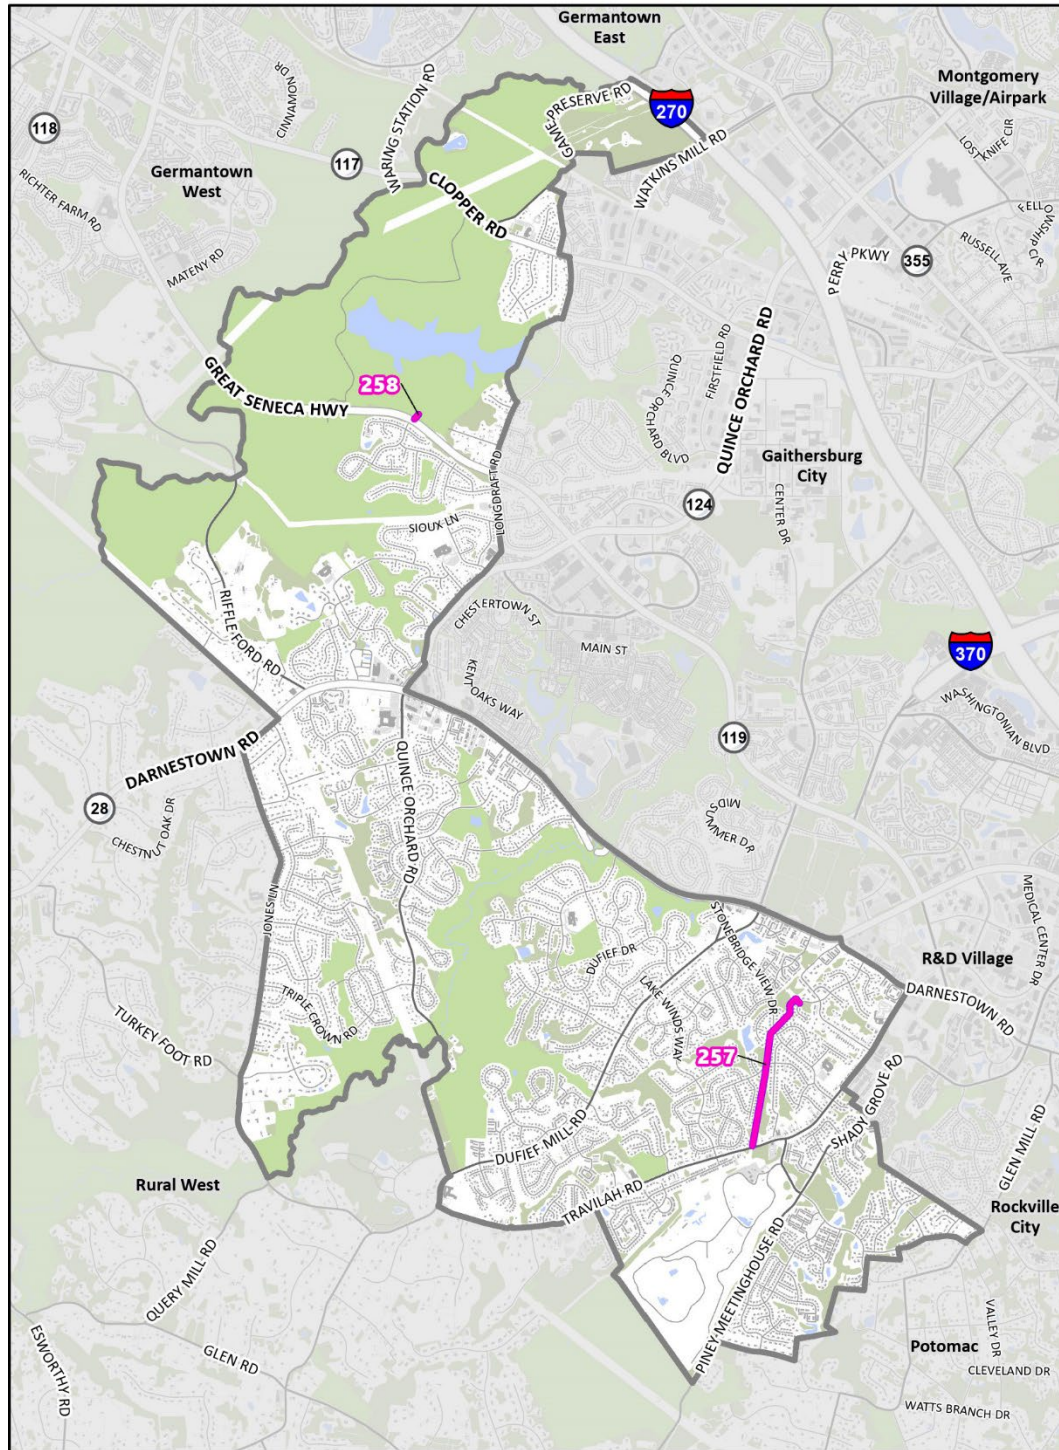 Germantown
East
GAME PRESERVE RD
270
Montgomery
Village/Airpark
118
CINNAMON DR
WARING STATION RD
LOST KNIFE CIR
WATKINS MILL RD
117
Germantown
West
CLOPPER RD
RICHTER FARM RD
FELLOWSHIP CIR
RUSSELL AVE
MATENY RD
PERRY PKWY
355
QUINCE ORCHARD RD
FIRSTFIELD RD
QUINCE ORCHARD BLVD
GREAT SENECA HWY
258
Gaithersburg
City
LONGDRAFT RD
CENTER DR
124
SIOUX LN
RIFFLE FORD RD
CHESTERTOWN ST
MAIN ST
370
KENT OAKS WAY
WASHINGTONIAN BLVD
119
DARNESTOWN RD
QUINCE ORCHARD RD
28
CHESTNUT OAK DR
MIDSUMMER DR
JONES LN
MEDICAL CENTER DR
STONEBRIDGE VIEW DR
DUFIEF DR
R&D Village
LAKE WINDS WAY
DARNESTOWN RD
TRIPLE CROWN RD
TURKEY FOOT RD
257
SHADY GROVE RD
DUFIEF MILL RD
GLEN MILL RD
Rural West
TRAVILAH RD
Rockville
City
QUERY MILL RD
PINEY MEETINGHOUSE RD
VALLEY DR
Potomac
ESWORTHY RD
GLEN RD
CLEVELAND DR
WATTS BRANCH DR